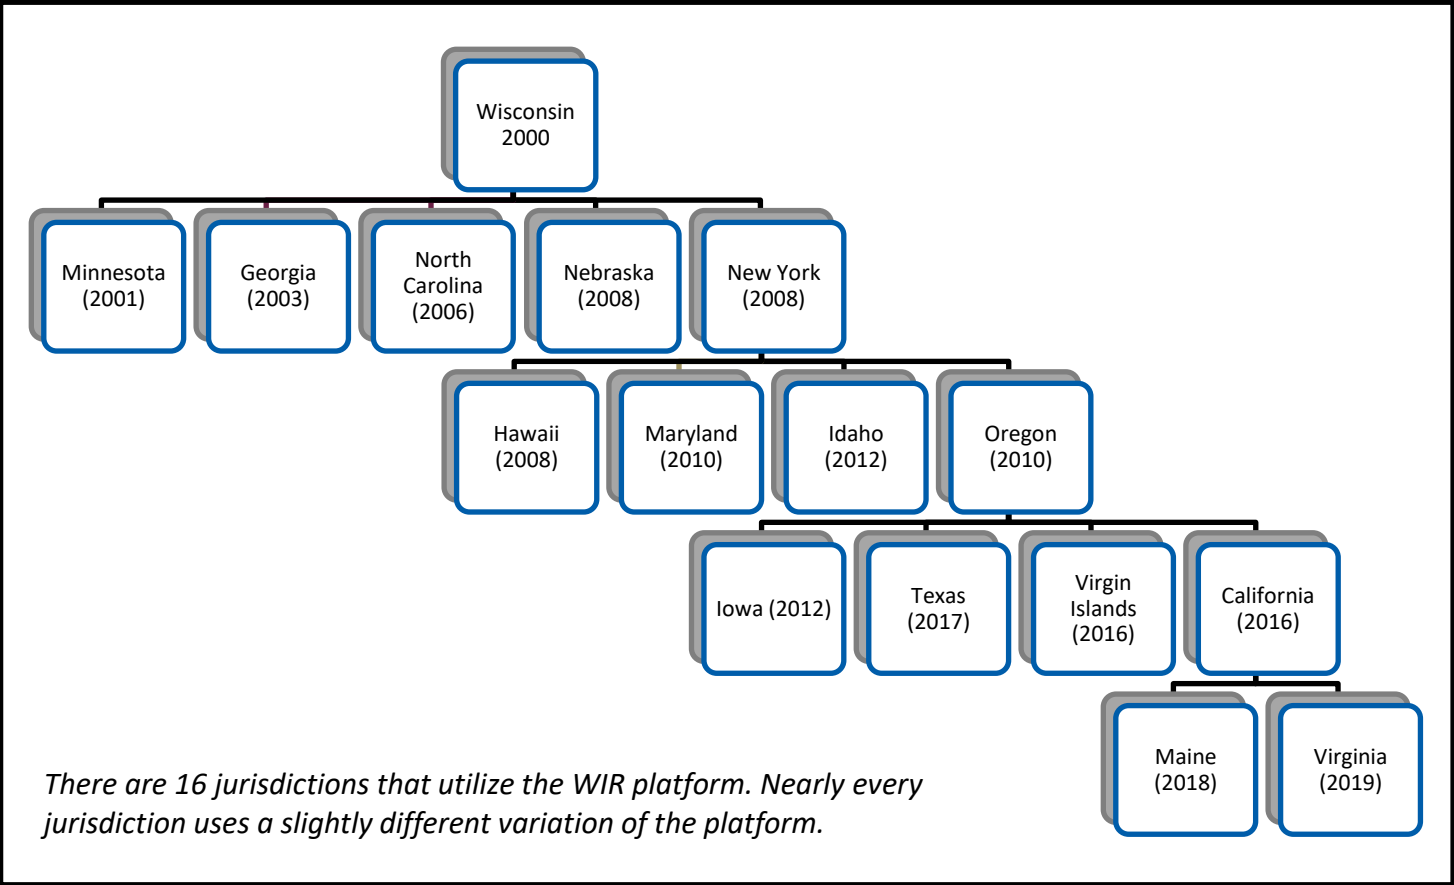 Wisconsin
2000
Minnesota
(2001)
Georgia
(2003)
North
Carolina
(2006)
Nebraska
(2008)
New York
(2008)
Hawaii
(2008)
Maryland
(2010)
Idaho
(2012)
Oregon
(2010)
Iowa (2012)
Texas
(2017)
Virgin
Islands
(2016)
California
(2016)
Maine
(2018)
Virginia
(2019)
There are 16 jurisdictions that utilize the WIR platform. Nearly every
jurisdiction uses a slightly different variation of the platform.